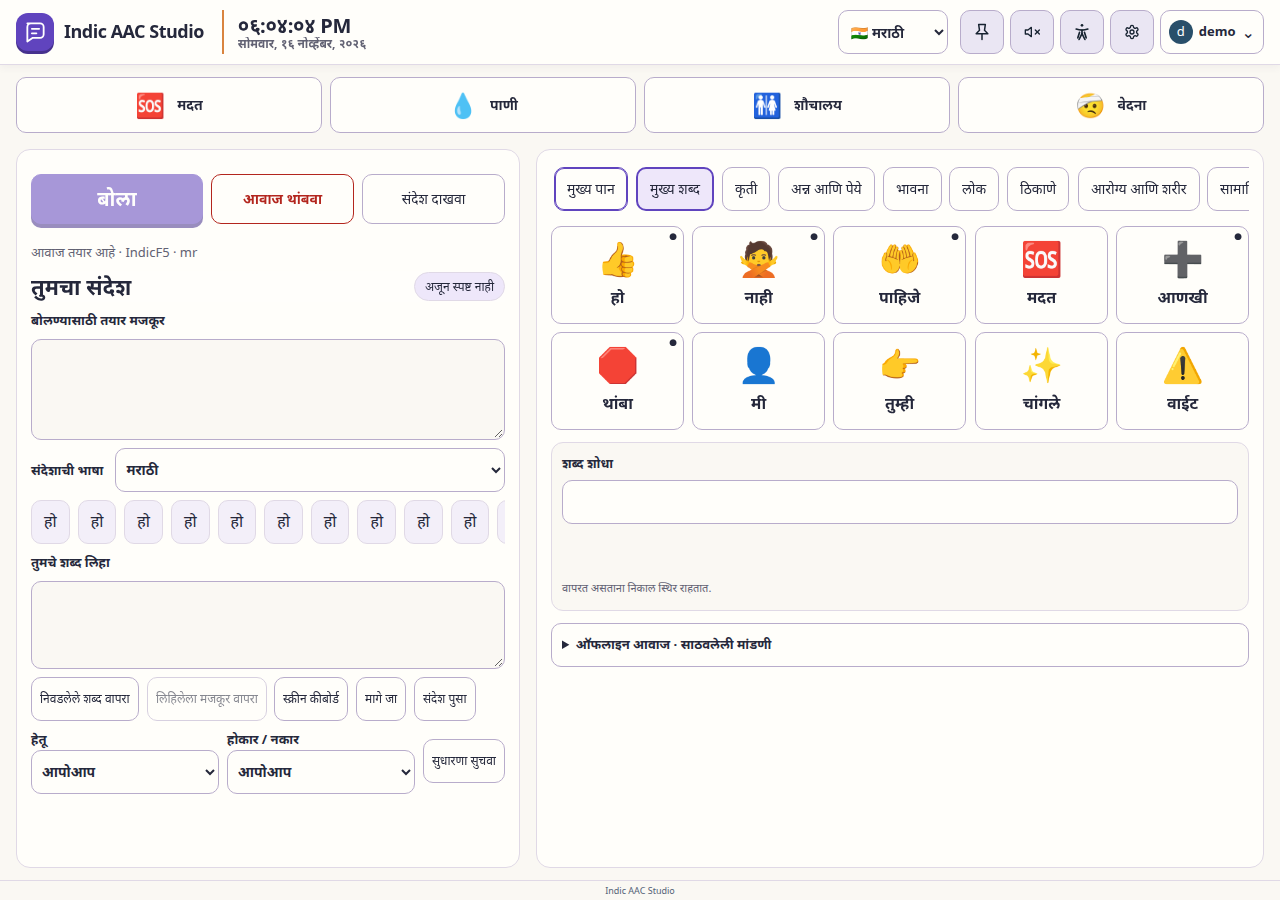 Indic AAC Studio
०६:०४:०४ PM
सोमवार, १६ नोव्हेंबर, २०२६
मराठी
d demo
SOS मदत
पाणी
शौचालय
वेदना
बोला
आवाज थांबवा
संदेश दाखवा
आवाज तयार आहे · IndicF5 · mr
तुमचा संदेश
अजून स्पष्ट नाही
बोलण्यासाठी तयार मजकूर
संदेशाची भाषा
मराठी
हो हो हो हो हो हो हो हो हो हो
तुमचे शब्द लिहा
निवडलेले शब्द वापरा
लिहिलेला मजकूर वापरा
स्क्रीन कीबोर्ड
मागे जा
संदेश पुसा
हेतू
आपोआप
होकार / नकार
आपोआप
सुधारणा सुचवा
मुख्य पान
मुख्य शब्द
कृती
अन्न आणि पेये
भावना
लोक
ठिकाणे
आरोग्य आणि शरीर
हो
नाही
पाहिजे
SOS
मदत
आणखी
थांबा
मी
तुम्ही
चांगले
वाईट
शब्द शोधा
वापरत असताना निकाल स्थिर राहतात.
ऑफलाइन आवाज · साठवलेली मांडणी
Indic AAC Studio